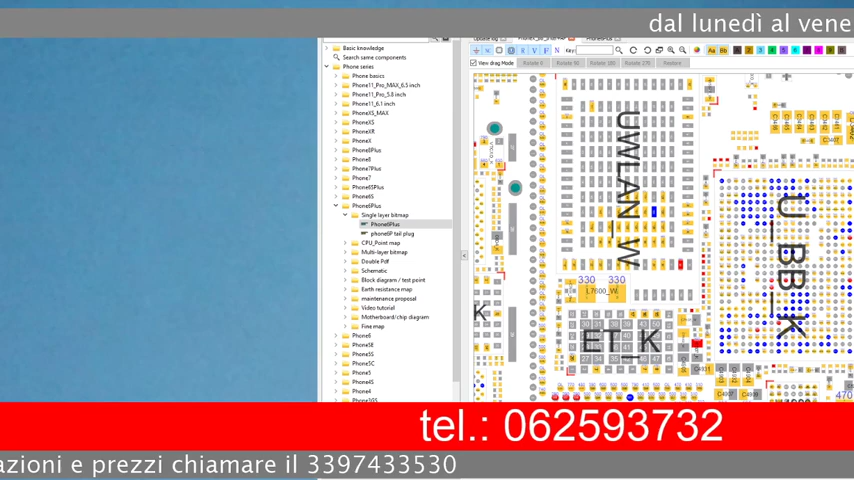 dal lunedì al vene
Key:
Aa Bb
View drag Mode
Rotate 0
Rotate 90
Rotate 180
Rotate 270
Restore
Basic knowledge
Search same components
Phone series
Phone basics
Phone11_Pro_MAX_6.5 inch
Phone11_Pro_5.8 inch
Phone11_6.1 inch
PhoneXS_MAX
PhoneXS
PhoneXR
PhoneX
Phone8Plus
Phone8
Phone7Plus
Phone7
Phone6SPlus
Phone6S
Phone6Plus
Single layer bitmap
Phone6Plus
phone6P tail plug
CPU_Point map
Multi-layer bitmap
Double Pdf
Schematic
Block diagram / test point
Earth resistance map
maintenance proposal
Video tutoriel
Motherboard/chip diagram
Fine map
Phone6
Phone5E
Phone5S
Phone5C
Phone5
Phone4S
Phone4
UWLAN_W
U_BB_K
330 330
L7600_W
ET_K
K
470
tel.: 062593732
azioni e prezzi chiamare il 3397433530